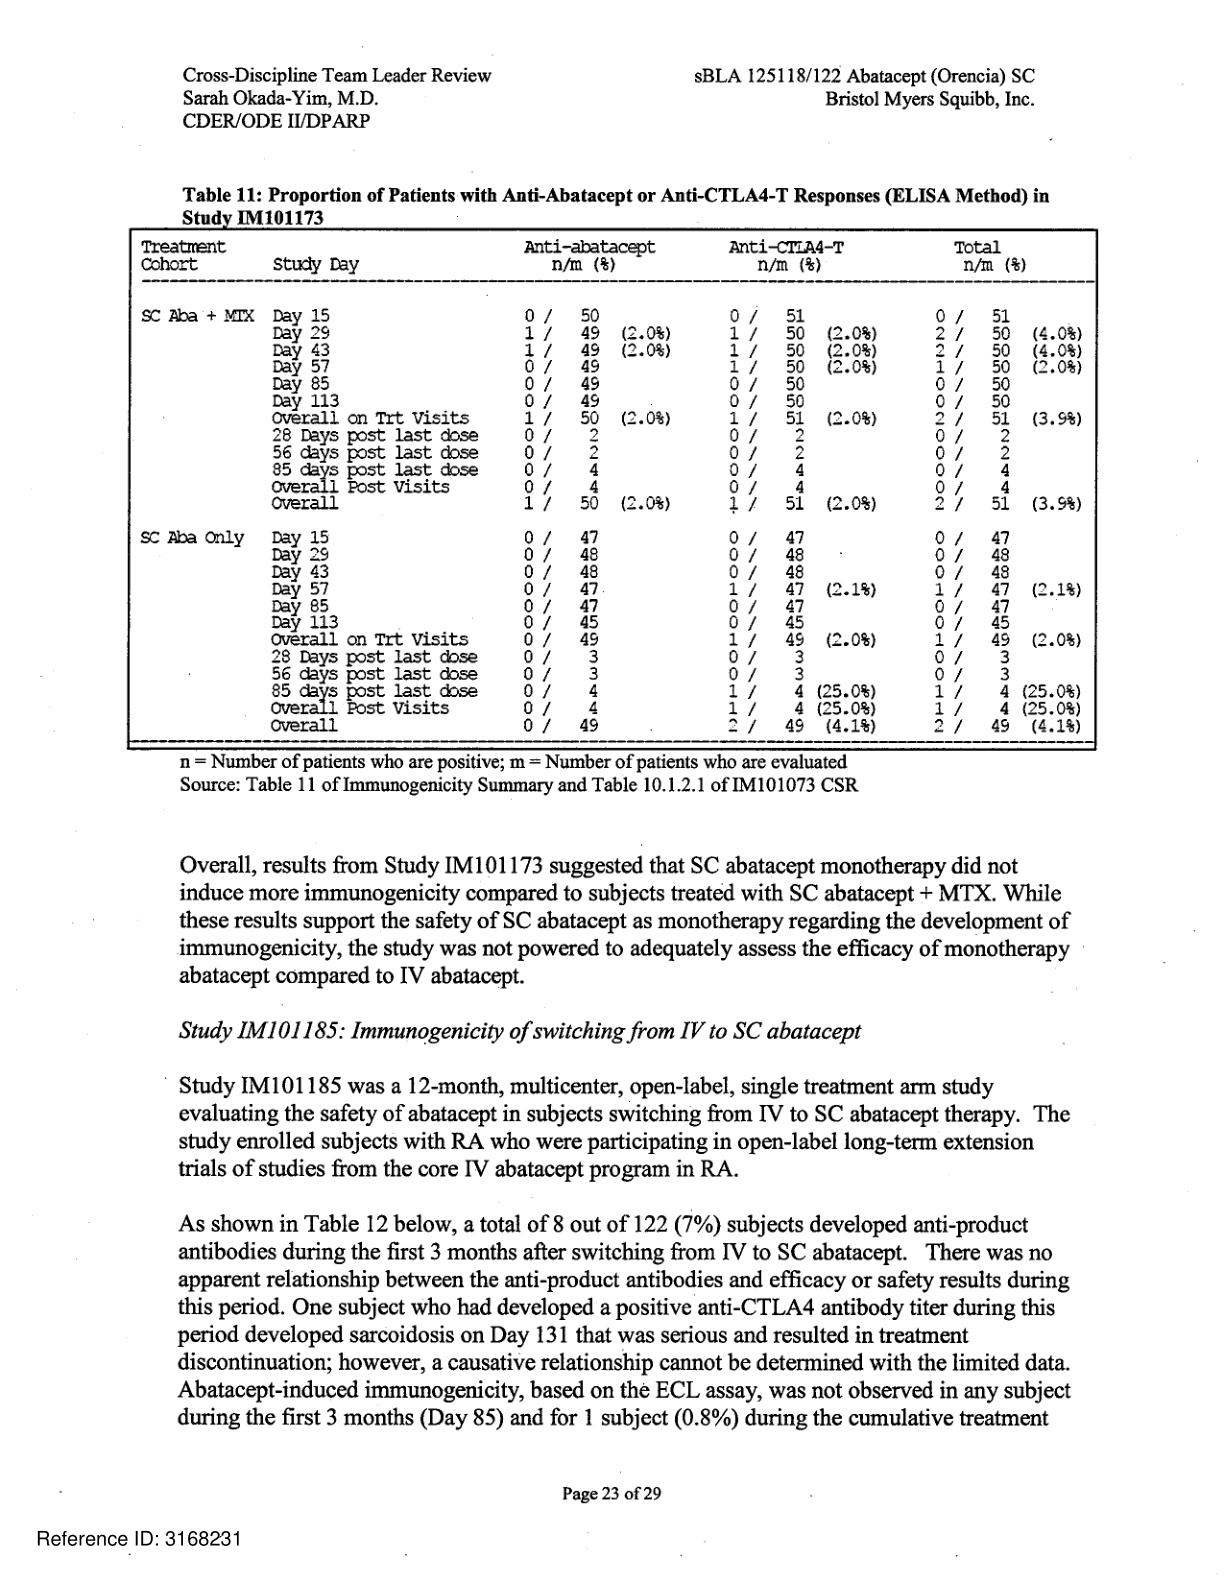 Cross-Discipline Team Leader Review sBLA 125118/122 Abatacept (Orencia) SC
Sarah Okada-Yim, M.D. Bristol Myers Squibb, Inc.
CDER/ODE II/DPARP
Table 11: Proportion of Patients with Anti-Abatacept or Anti-CTLA4-T Responses (ELISA Method) in
Study IM101173
Treatment Anti-abatacept Anti-CTLA4-T Total
Cohort Study Day n/m (%) n/m (%) n/m (%)
SC Aba + MTX Day 15 0 / 50 0 / 51 0 / 51
Day 29 1 / 49 (2.0%) 1 / 50 (2.0%) 2 / 50 (4.0%)
Day 43 1 / 49 (2.0%) 1 / 50 (2.0%) 2 / 50 (4.0%)
Day 57 0 / 49 1 / 50 (2.0%) 1 / 50 (2.0%)
Day 85 0 / 49 0 / 50 0 / 50
Day 113 0 / 49 0 / 50 0 / 50
Overall on Trt Visits 1 / 50 (2.0%) 1 / 51 (2.0%) 2 / 51 (3.9%)
28 Days post last dose 0 / 2 0 / 2 0 / 2
56 days post last dose 0 / 2 0 / 2 0 / 2
85 days post last dose 0 / 4 0 / 4 0 / 4
Overall Post Visits 0 / 4 0 / 4 0 / 4
Overall 1 / 50 (2.0%) 1 / 51 (2.0%) 2 / 51 (3.9%)
SC Aba Only Day 15 0 / 47 0 / 47 0 / 47
Day 29 0 / 48 0 / 48 0 / 48
Day 43 0 / 48 0 / 48 0 / 48
Day 57 0 / 47 1 / 47 (2.1%) 1 / 47 (2.1%)
Day 85 0 / 47 0 / 47 0 / 47
Day 113 0 / 45 0 / 45 0 / 45
Overall on Trt Visits 0 / 49 1 / 49 (2.0%) 1 / 49 (2.0%)
28 Days post last dose 0 / 3 0 / 3 0 / 3
56 days post last dose 0 / 3 0 / 3 0 / 3
85 days post last dose 0 / 4 1 / 4 (25.0%) 1 / 4 (25.0%)
Overall Post Visits 0 / 4 1 / 4 (25.0%) 1 / 4 (25.0%)
Overall 0 / 49 2 / 49 (4.1%) 2 / 49 (4.1%)
n = Number of patients who are positive; m = Number of patients who are evaluated
Source: Table 11 of Immunogenicity Summary and Table 10.1.2.1 of IM101073 CSR
Overall, results from Study IM101173 suggested that SC abatacept monotherapy did not
induce more immunogenicity compared to subjects treated with SC abatacept + MTX. While
these results support the safety of SC abatacept as monotherapy regarding the development of
immunogenicity, the study was not powered to adequately assess the efficacy of monotherapy
abatacept compared to IV abatacept.
Study IM101185: Immunogenicity of switching from IV to SC abatacept
Study IM101185 was a 12-month, multicenter, open-label, single treatment arm study
evaluating the safety of abatacept in subjects switching from IV to SC abatacept therapy. The
study enrolled subjects with RA who were participating in open-label long-term extension
trials of studies from the core IV abatacept program in RA.
As shown in Table 12 below, a total of 8 out of 122 (7%) subjects developed anti-product
antibodies during the first 3 months after switching from IV to SC abatacept. There was no
apparent relationship between the anti-product antibodies and efficacy or safety results during
this period. One subject who had developed a positive anti-CTLA4 antibody titer during this
period developed sarcoidosis on Day 131 that was serious and resulted in treatment
discontinuation; however, a causative relationship cannot be determined with the limited data.
Abatacept-induced immunogenicity, based on the ECL assay, was not observed in any subject
during the first 3 months (Day 85) and for 1 subject (0.8%) during the cumulative treatment
Page 23 of 29
Reference ID: 3168231